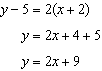 y − 5 = 2(x + 2)
y = 2x + 4 + 5
y = 2x + 9